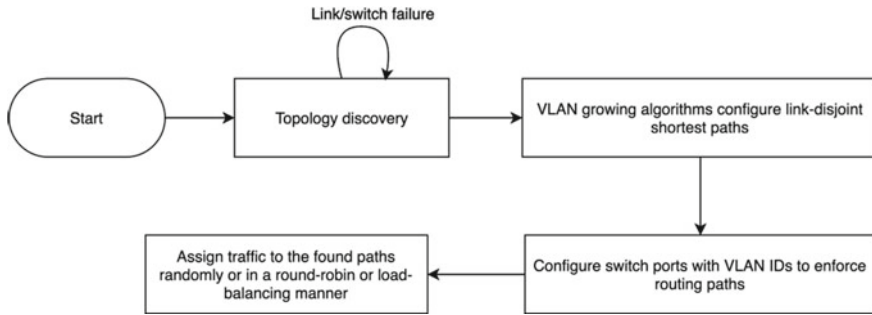 Link/switch failure
Start
Topology discovery
VLAN growing algorithms configure link-disjoint
shortest paths
Configure switch ports with VLAN IDs to enforce
routing paths
Assign traffic to the found paths
randomly or in a round-robin or load-
balancing manner